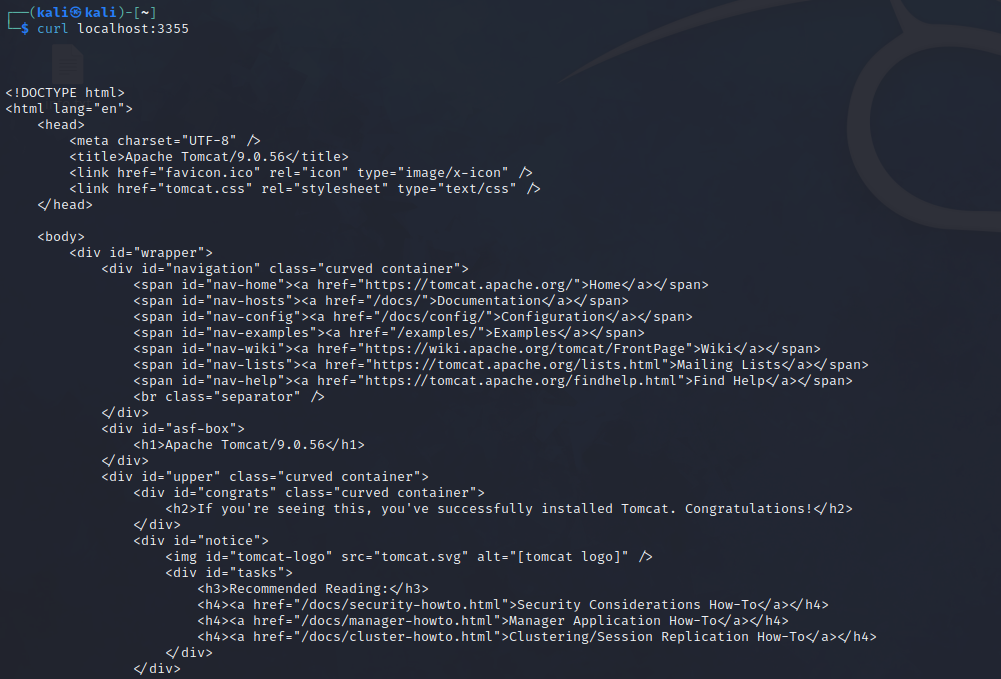 ┌──(kali㉿kali)-[~]
└─$ curl localhost:3355
<!DOCTYPE html>
<html lang="en">
    <head>
        <meta charset="UTF-8" />
        <title>Apache Tomcat/9.0.56</title>
        <link href="favicon.ico" rel="icon" type="image/x-icon" />
        <link href="tomcat.css" rel="stylesheet" type="text/css" />
    </head>
    <body>
        <div id="wrapper">
            <div id="navigation" class="curved container">
                <span id="nav-home"><a href="https://tomcat.apache.org/">Home</a></span>
                <span id="nav-hosts"><a href="/docs/">Documentation</a></span>
                <span id="nav-config"><a href="/docs/config/">Configuration</a></span>
                <span id="nav-examples"><a href="/examples/">Examples</a></span>
                <span id="nav-wiki"><a href="https://wiki.apache.org/tomcat/FrontPage">Wiki</a></span>
                <span id="nav-lists"><a href="https://tomcat.apache.org/lists.html">Mailing Lists</a></span>
                <span id="nav-help"><a href="https://tomcat.apache.org/findhelp.html">Find Help</a></span>
                <br class="separator" />
            </div>
            <div id="asf-box">
                <h1>Apache Tomcat/9.0.56</h1>
            </div>
            <div id="upper" class="curved container">
                <div id="congrats" class="curved container">
                    <h2>If you're seeing this, you've successfully installed Tomcat. Congratulations!</h2>
                </div>
                <div id="notice">
                    <img id="tomcat-logo" src="tomcat.svg" alt="[tomcat logo]" />
                    <div id="tasks">
                        <h3>Recommended Reading:</h3>
                        <h4><a href="/docs/security-howto.html">Security Considerations How-To</a></h4>
                        <h4><a href="/docs/manager-howto.html">Manager Application How-To</a></h4>
                        <h4><a href="/docs/cluster-howto.html">Clustering/Session Replication How-To</a></h4>
                    </div>
                </div>